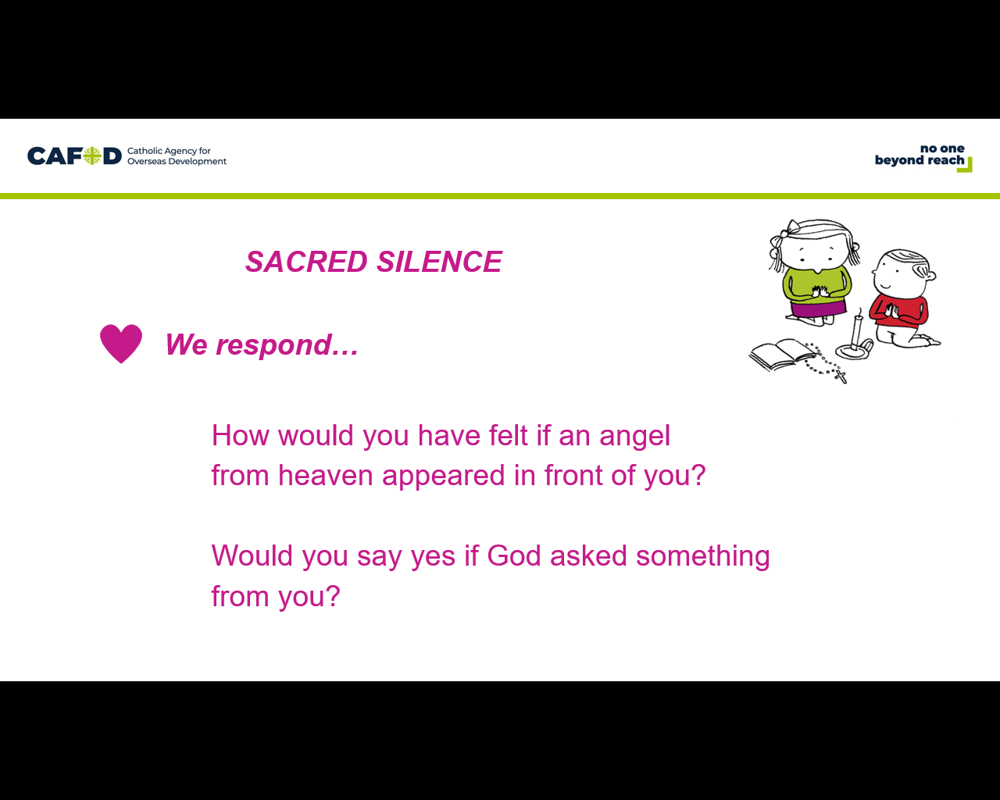 CAFOD Catholic Agency for
Overseas Development
no one
beyond reach
SACRED SILENCE
We respond…
How would you have felt if an angel
from heaven appeared in front of you?
Would you say yes if God asked something
from you?